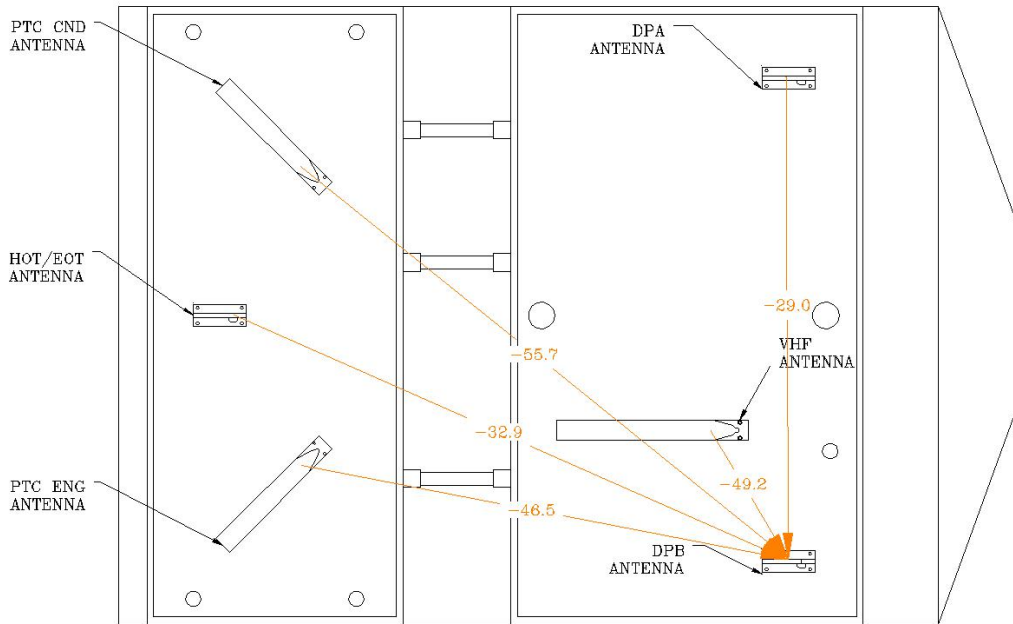 PTC CND
ANTENNA
DPA
ANTENNA
HOT/EOT
ANTENNA
-29.0
VHF
ANTENNA
-55.7
-32.9
-49.2
PTC ENG
ANTENNA
-46.5
DPB
ANTENNA